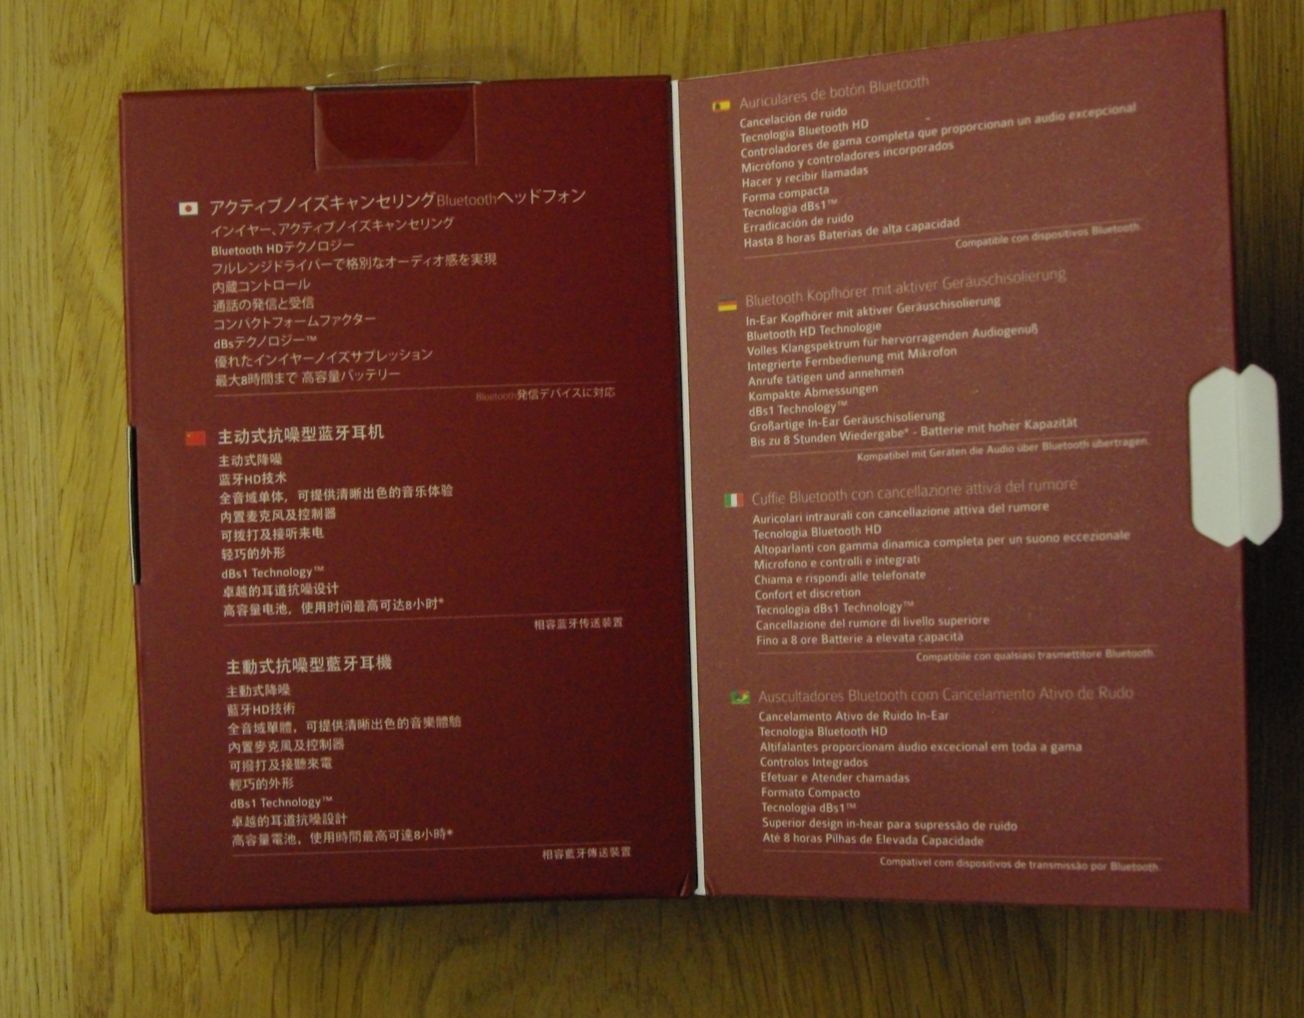 アクティブノイズキャンセリングBluetoothヘッドフォン
インイヤー、アクティブノイズキャンセリング
Bluetooth HDテクノロジー
フルレンジドライバーで格別なオーディオ感を実現
内蔵コントロール
通話の発信と受信
コンパクトフォームファクター
dBsテクノロジー™
優れたインイヤーノイズサプレッション
最大8時間まで 高容量バッテリー
Bluetooth発信デバイスに対応
主动式抗噪型蓝牙耳机
主动式降噪
蓝牙HD技术
全音域单体，可提供清晰出色的音乐体验
内置麦克风及控制器
可拨打及接听来电
轻巧的外形
dBs1 Technology™
卓越的耳道抗噪设计
高容量电池，使用时间最高可达8小时*
相容蓝牙传送裝置
主動式抗噪型藍牙耳機
主動式降噪
藍牙HD技術
全音域單體，可提供清晰出色的音樂體驗
內置麥克風及控制器
可撥打及接聽來電
輕巧的外形
dBs1 Technology™
卓越的耳道抗噪設計
高容量電池，使用時間最高可達8小時*
相容藍牙傳送裝置
Auriculares de botón Bluetooth
Cancelación de ruido
Tecnologia Bluetooth HD
Controladores de gama completa que proporcionan un audio excepcional
Micrófono y controladores incorporados
Hacer y recibir llamadas
Forma compacta
Tecnologia dBs1™
Erradicación de ruido
Hasta 8 horas Baterias de alta capacidad
Compatible con dispositivos Bluetooth.
Bluetooth Kopfhörer mit aktiver Geräuschisolierung
In-Ear Kopfhörer mit aktiver Geräuschisolierung
Bluetooth HD Technologie
Volles Klangspektrum für hervorragenden Audiogenuß
Integrierte Fernbedienung mit Mikrofon
Anrufe tätigen und annehmen
Kompakte Abmessungen
dBs1 Technology™
Großartige In-Ear Geräuschisolierung
Bis zu 8 Stunden Wiedergabe* - Batterie mit hoher Kapazität
Kompatibel mit Geräten die Audio über Bluetooth übertragen.
Cuffie Bluetooth con cancellazione attiva del rumore
Auricolari intraurali con cancellazione attiva del rumore
Tecnologia Bluetooth HD
Altoparlanti con gamma dinamica completa per un suono eccezionale
Microfono e controlli e integrati
Chiama e rispondi alle telefonate
Confort et discretion
Tecnologia dBs1 Technology™
Cancellazione del rumore di livello superiore
Fino a 8 ore Batterie a elevata capacità
Compatibile con qualsiasi trasmettitore Bluetooth.
Auscultadores Bluetooth com Cancelamento Ativo de Rudo
Cancelamento Ativo de Ruido In-Ear
Tecnologia Bluetooth HD
Altifalantes proporcionam áudio excecional em toda a gama
Controlos Integrados
Efetuar e Atender chamadas
Formato Compacto
Tecnologia dBs1™
Superior design in-hear para supressão de ruido
Até 8 horas Pilhas de Elevada Capacidade
Compatível com dispositivos de transmissão por Bluetooth.